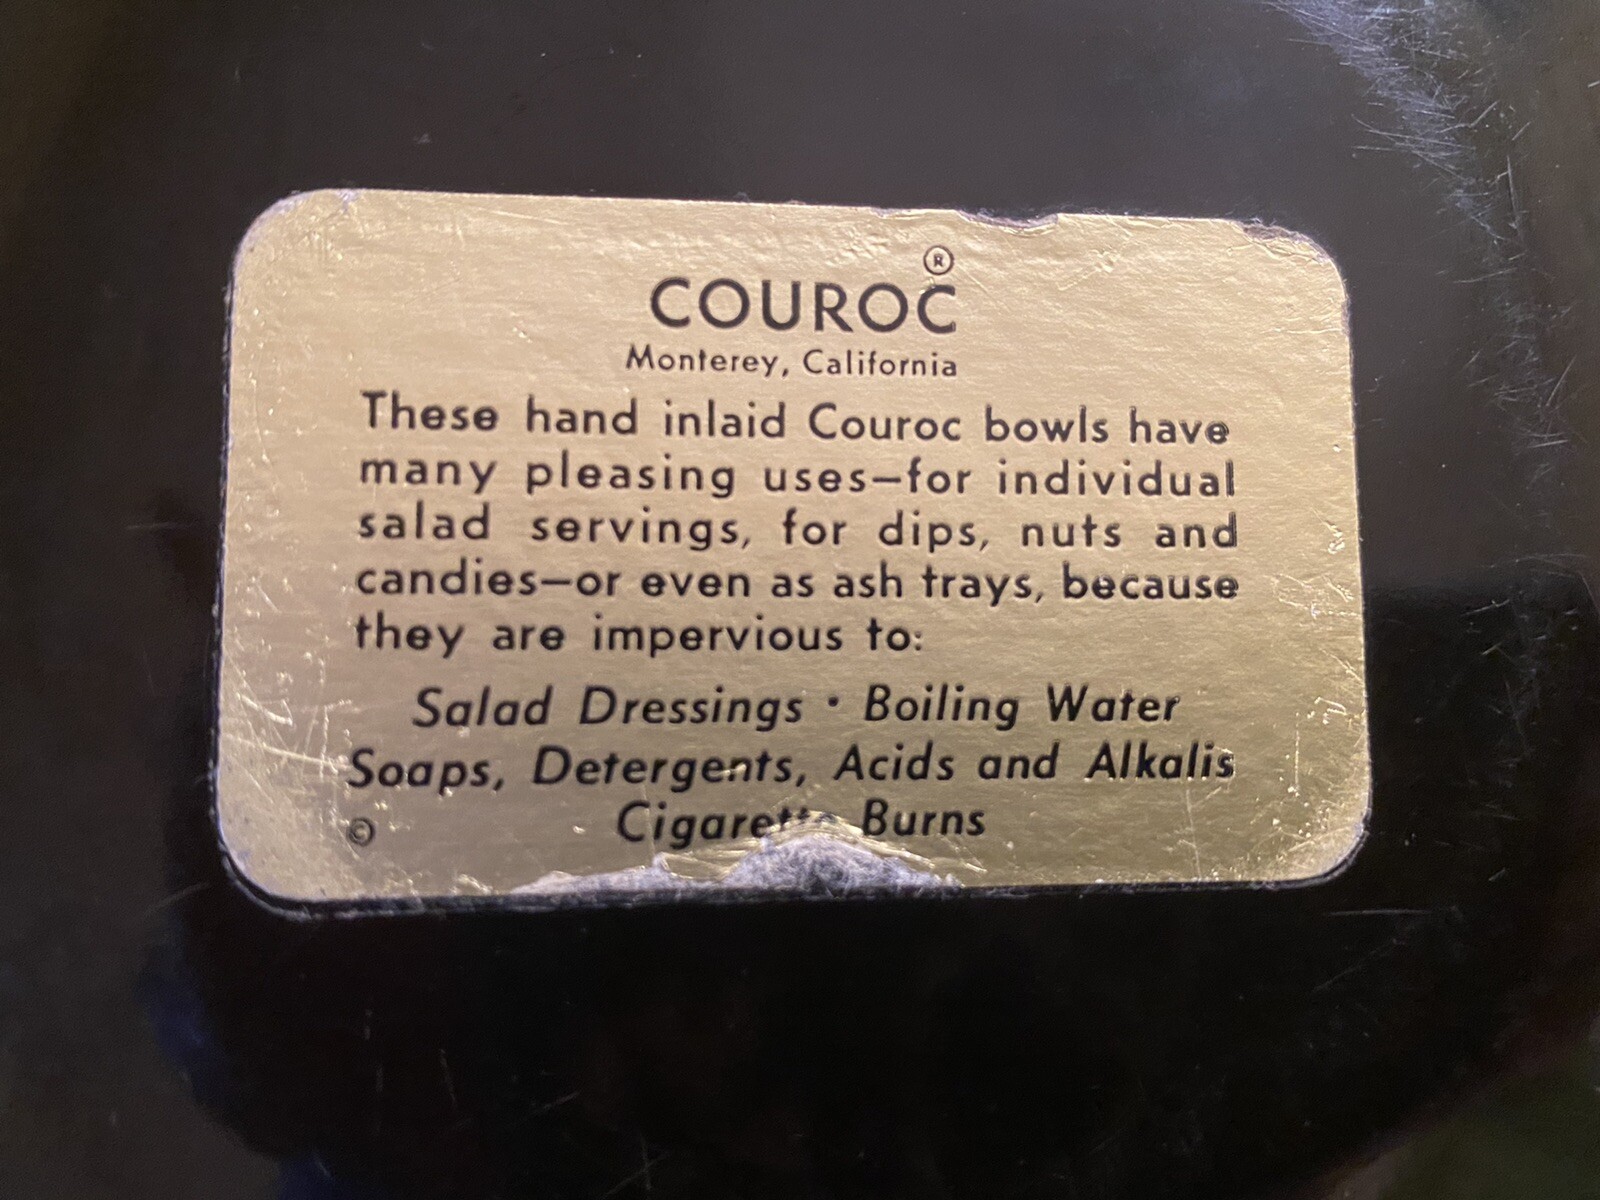 COUROC®
Monterey, California
These hand inlaid Couroc bowls have
many pleasing uses—for individual
salad servings, for dips, nuts and
candies—or even as ash trays, because
they are impervious to:
Salad Dressings · Boiling Water
Soaps, Detergents, Acids and Alkalis
© Cigarette Burns